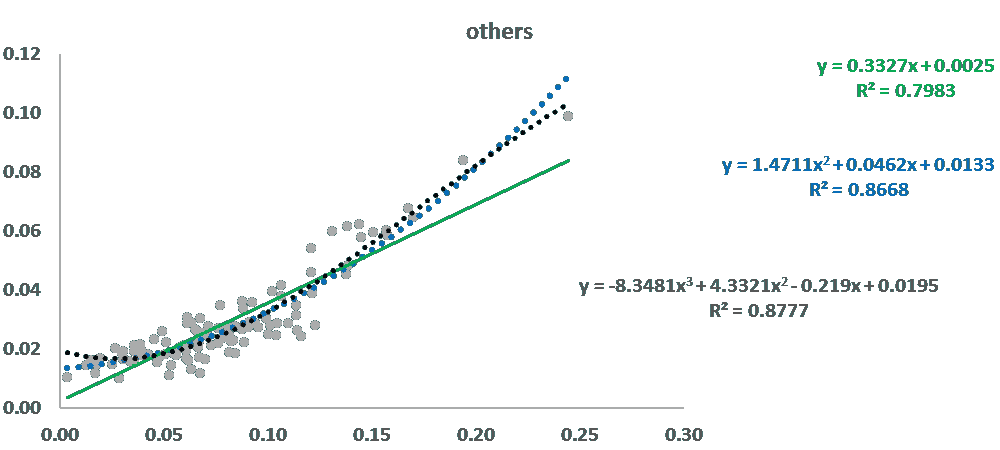 others
0.12
y = 0.3327x + 0.0025
R² = 0.7983
0.10
0.08
y = 1.4711x² + 0.0462x + 0.0133
R² = 0.8668
0.06
0.04
y = -8.3481x³ + 4.3321x² - 0.219x + 0.0195
R² = 0.8777
0.02
0.00
0.00 0.05 0.10 0.15 0.20 0.25 0.30